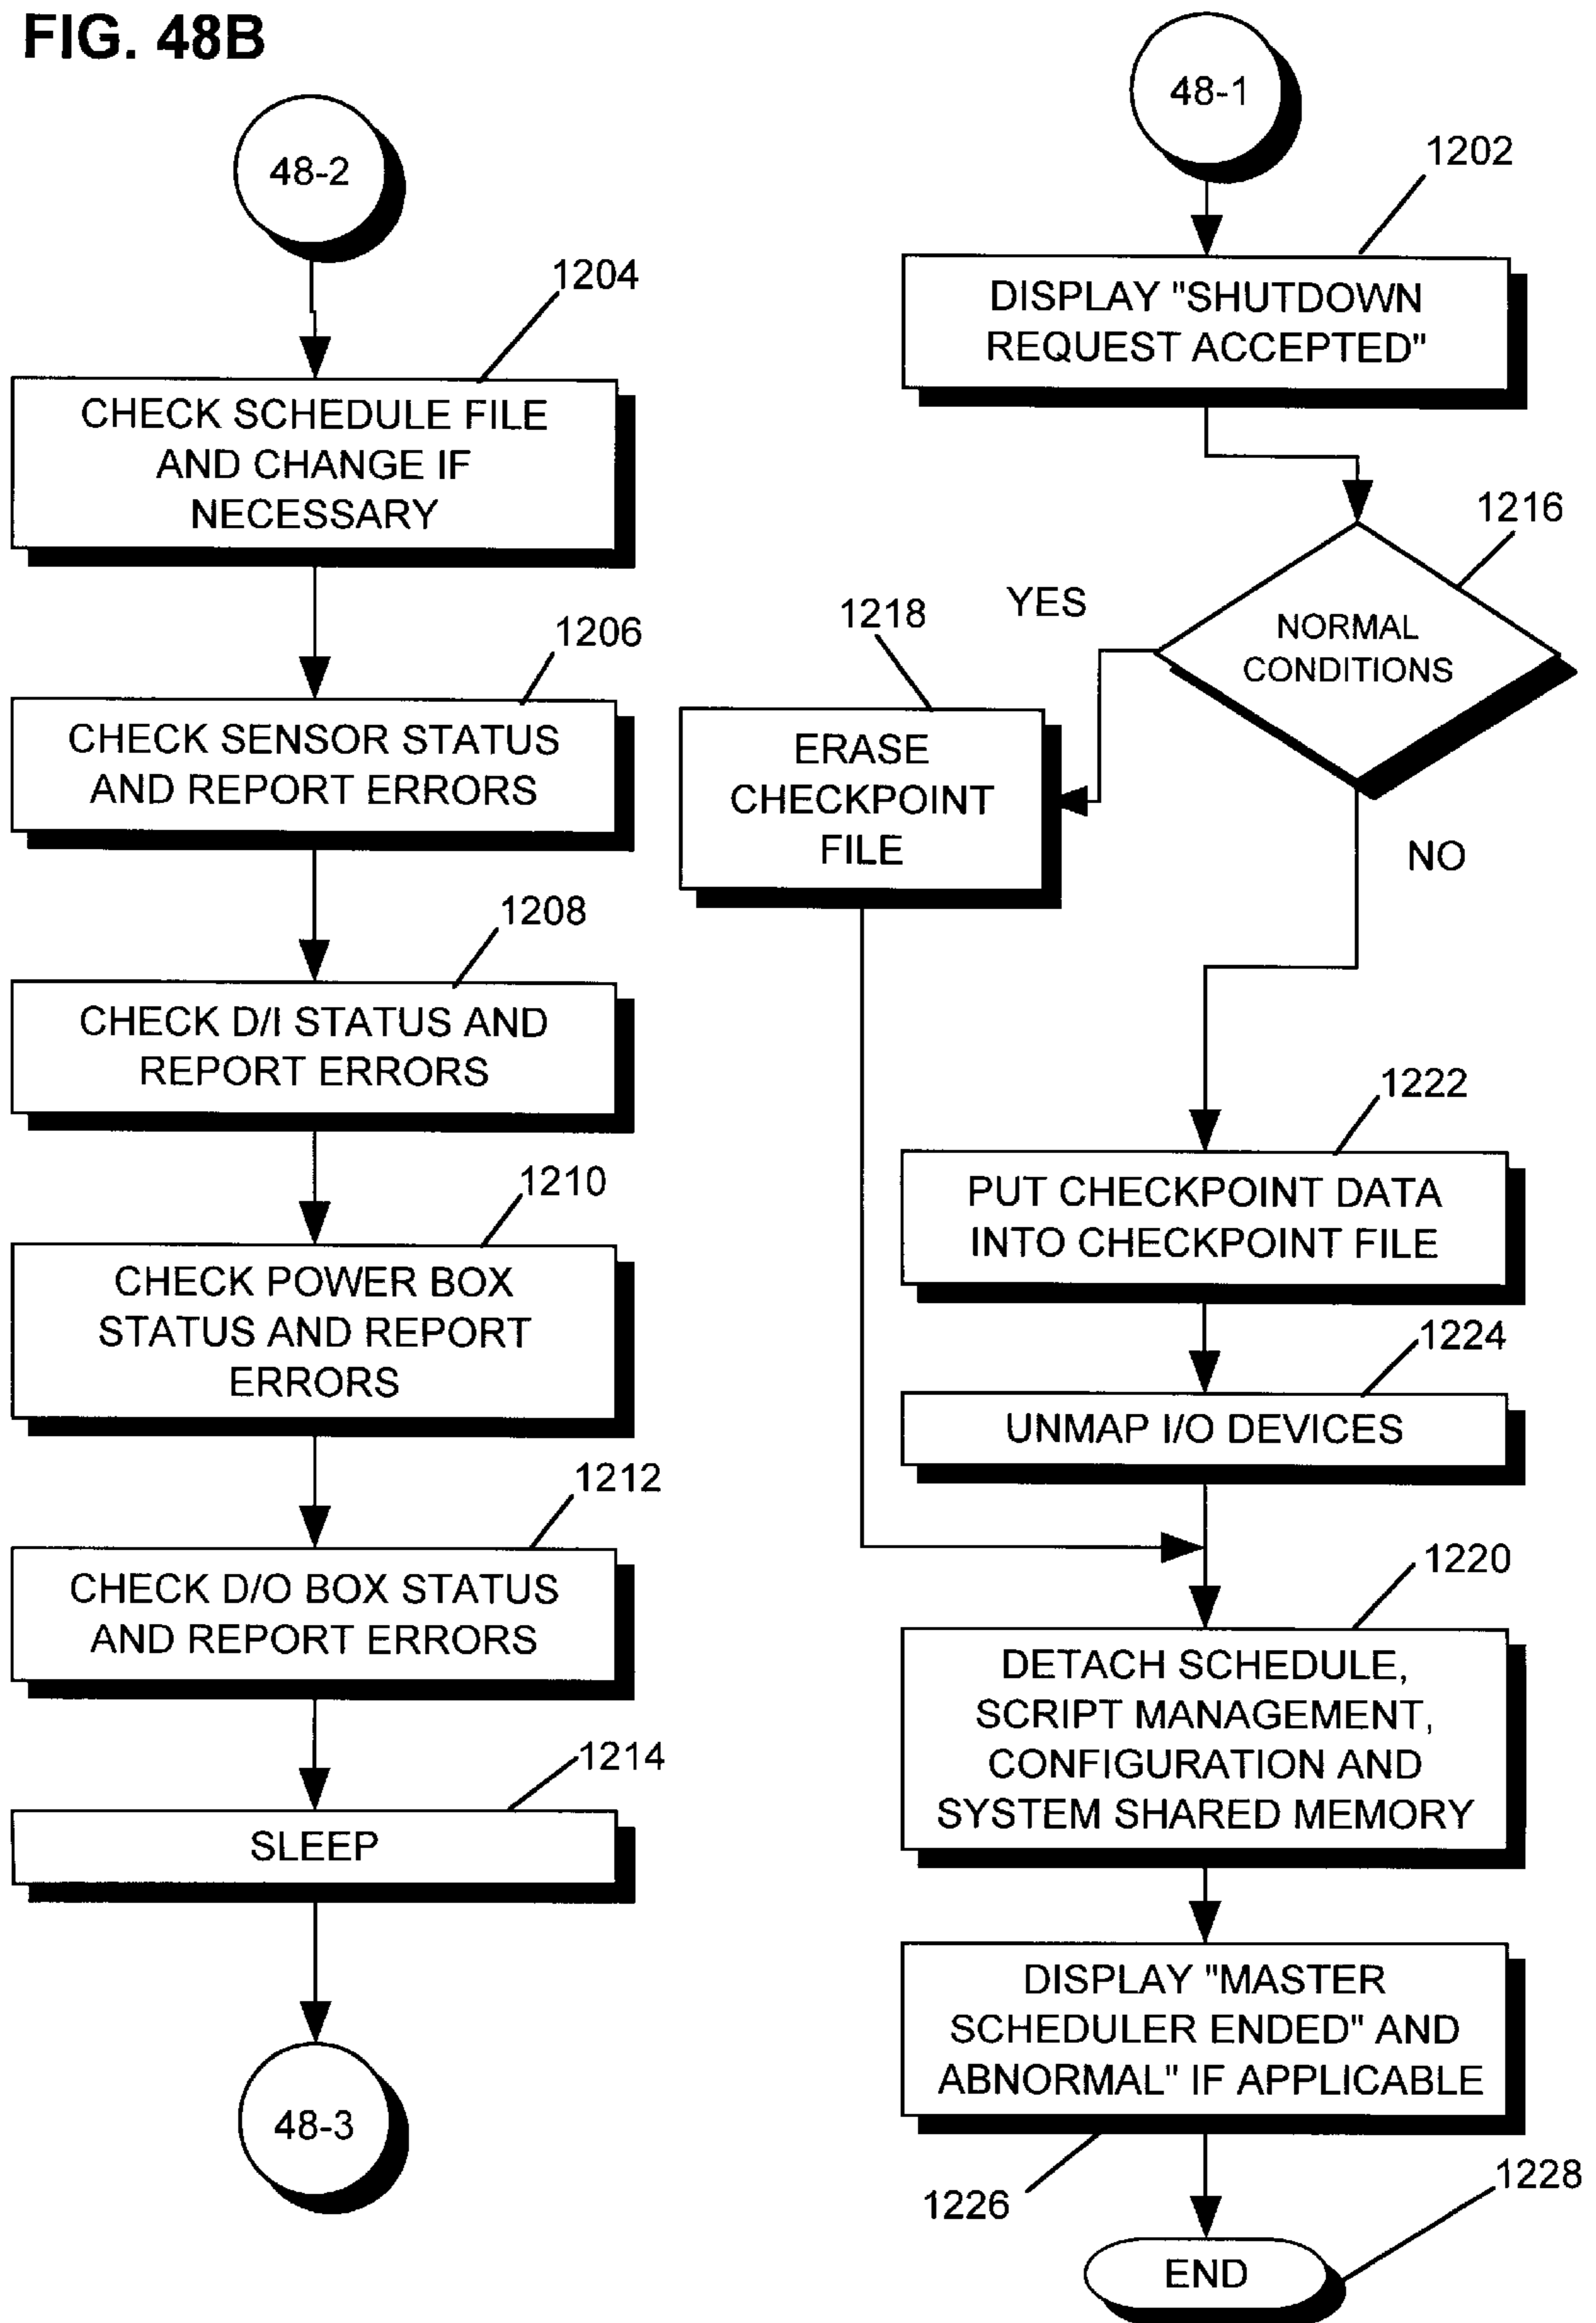 FIG. 48B
48-2
1204
CHECK SCHEDULE FILE
AND CHANGE IF
NECESSARY
1206
CHECK SENSOR STATUS
AND REPORT ERRORS
1208
CHECK D/I STATUS AND
REPORT ERRORS
1210
CHECK POWER BOX
STATUS AND REPORT
ERRORS
1212
CHECK D/O BOX STATUS
AND REPORT ERRORS
1214
SLEEP
48-3
48-1
1202
DISPLAY "SHUTDOWN
REQUEST ACCEPTED"
1216
NORMAL
CONDITIONS
YES
1218
ERASE
CHECKPOINT
FILE
NO
1222
PUT CHECKPOINT DATA
INTO CHECKPOINT FILE
1224
UNMAP I/O DEVICES
1220
DETACH SCHEDULE,
SCRIPT MANAGEMENT,
CONFIGURATION AND
SYSTEM SHARED MEMORY
DISPLAY "MASTER
SCHEDULER ENDED" AND
ABNORMAL" IF APPLICABLE
1226
1228
END